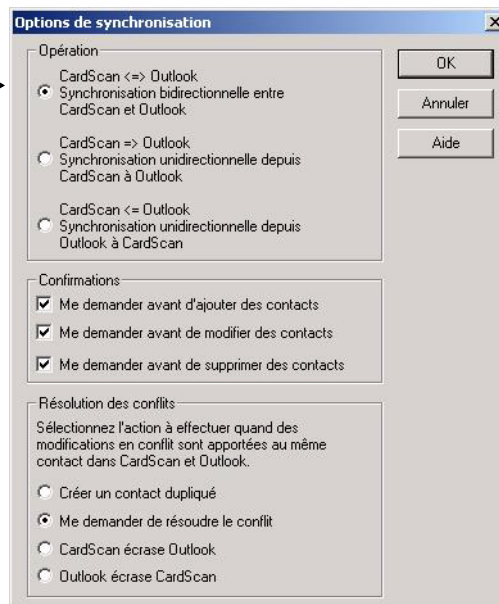 Options de synchronisation
Opération
CardScan <=> Outlook
Synchronisation bidirectionnelle entre
CardScan et Outlook
CardScan => Outlook
Synchronisation unidirectionnelle depuis
CardScan à Outlook
CardScan <= Outlook
Synchronisation unidirectionnelle depuis
Outlook à CardScan
OK
Annuler
Aide
Confirmations
Me demander avant d'ajouter des contacts
Me demander avant de modifier des contacts
Me demander avant de supprimer des contacts
Résolution des conflits
Sélectionnez l'action à effectuer quand des
modifications en conflit sont apportées au même
contact dans CardScan et Outlook.
Créer un contact dupliqué
Me demander de résoudre le conflit
CardScan écrase Outlook
Outlook écrase CardScan